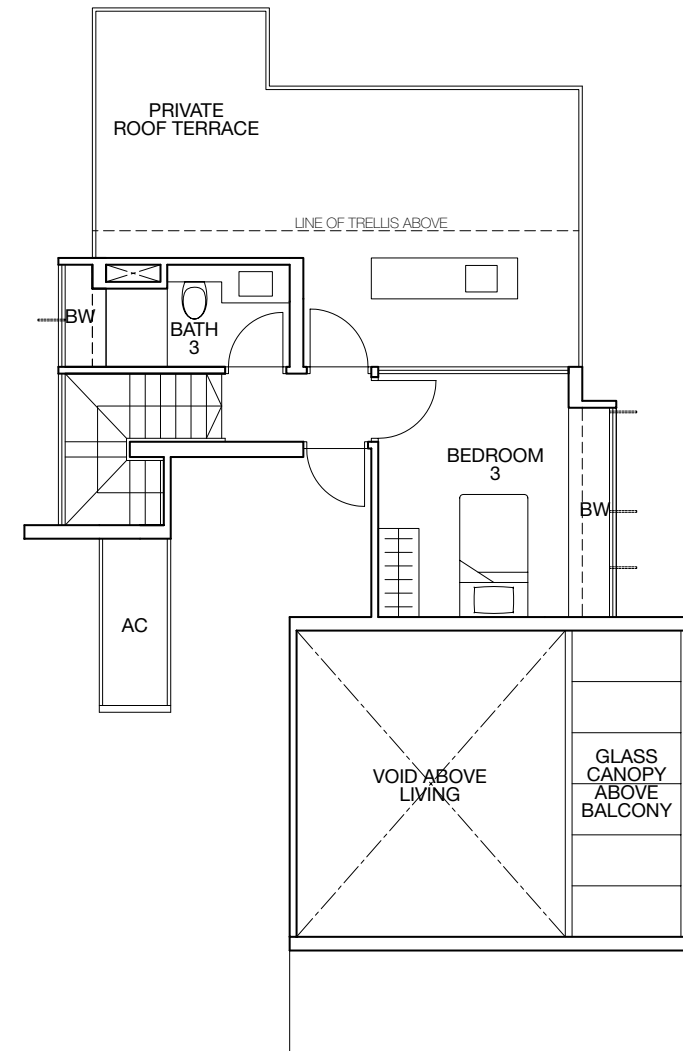 PRIVATE
ROOF TERRACE
LINE OF TRELLIS ABOVE
BW
BATH
3
BEDROOM
3
BW
AC
VOID ABOVE
LIVING
GLASS
CANOPY
ABOVE
BALCONY